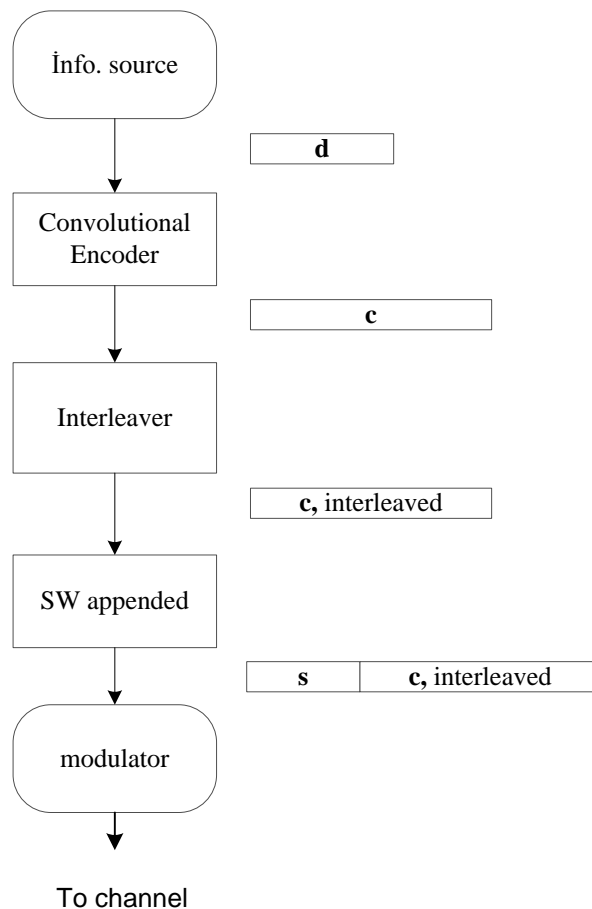 İnfo. source
d
Convolutional
Encoder
c
Interleaver
c, interleaved
SW appended
s
c, interleaved
modulator
To channel